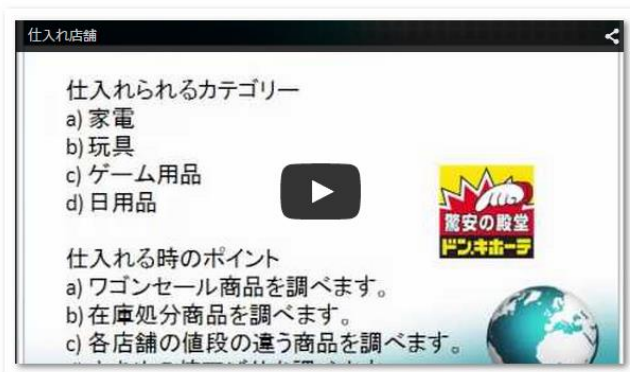 仕入れ店舗
仕入れられるカテゴリー
a) 家電
b) 玩具
c) ゲーム用品
d) 日用品
驚安の殿堂
ドン.キホーテ
仕入れる時のポイント
a) ワゴンセール商品を調べます。
b) 在庫処分商品を調べます。
c) 各店舗の値段の違う商品を調べます。